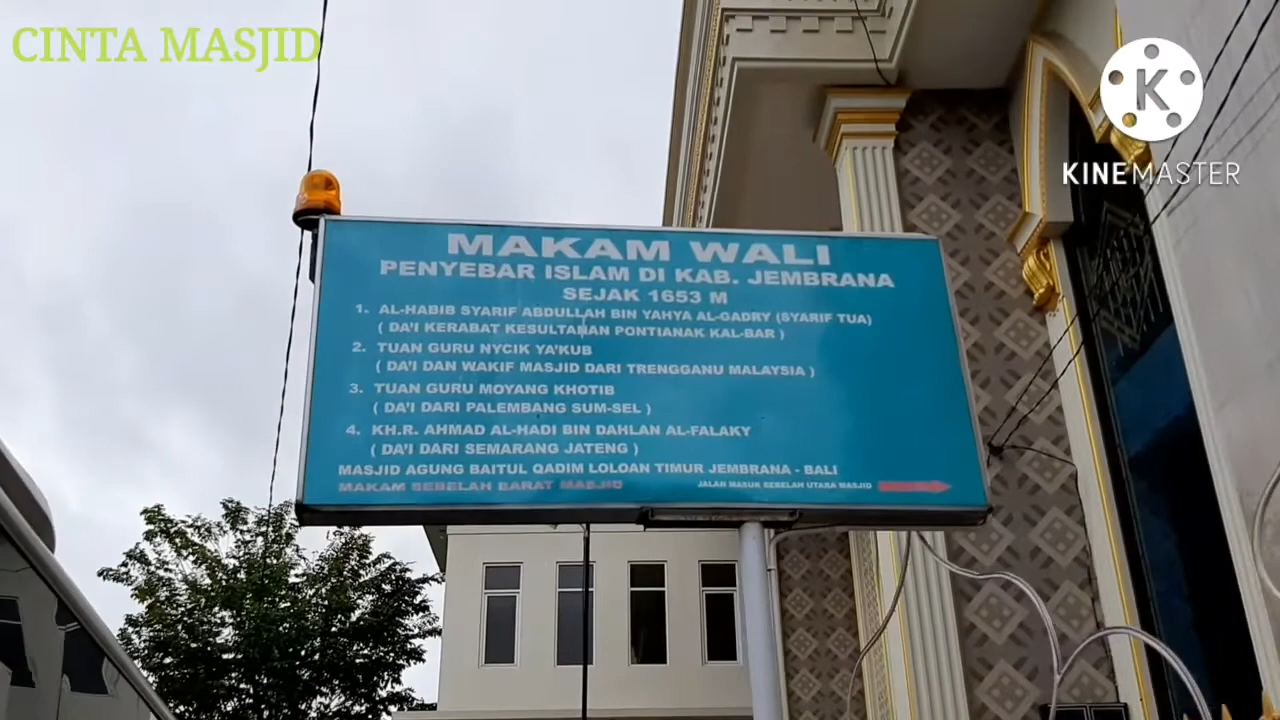 CINTA MASJID
K
KINEMASTER
MAKAM WALI
PENYEBAR ISLAM DI KAB. JEMBRANA
SEJAK 1653 M
1. AL-HABIB SYARIF ABDULLAH BIN YAHYA AL-GADRY (SYARIF TUA)
( DA'I KERABAT KESULTANAN PONTIANAK KAL-BAR )
2. TUAN GURU NYCIK YA'KUB
( DA'I DAN WAKIF MASJID DARI TRENGGANU MALAYSIA )
3. TUAN GURU MOYANG KHOTIB
( DA'I DARI PALEMBANG SUM-SEL )
4. KH.R. AHMAD AL-HADI BIN DAHLAN AL-FALAKY
( DA'I DARI SEMARANG JATENG )
MASJID AGUNG BAITUL QADIM LOLOAN TIMUR JEMBRANA - BALI
MAKAM SEBELAH BARAT MASJID
JALAN MASUK SEBELAH UTARA MASJID